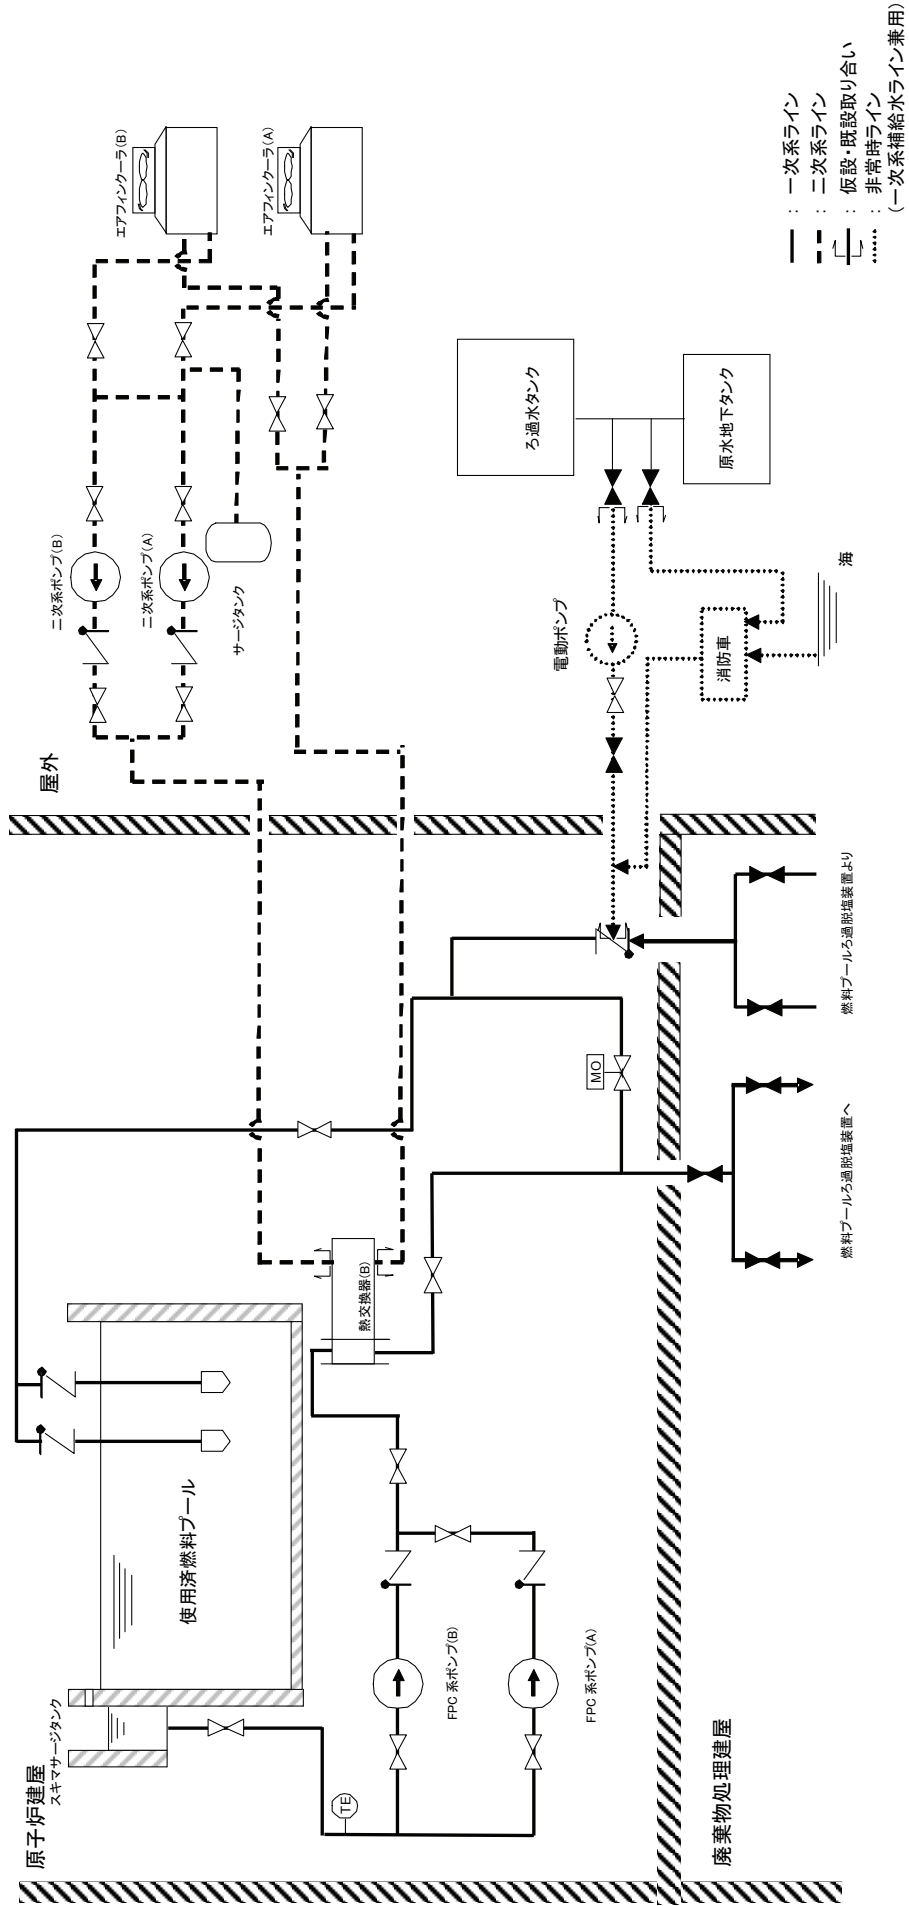 原子炉建屋
スキマサージタンク
使用済燃料プール
TE
FPC 系ポンプ(B)
FPC 系ポンプ(A)
熱交換器(B)
MO
廃棄物処理建屋
燃料プールろ過脱塩装置へ
燃料プールろ過脱塩装置より
屋外
二次系ポンプ(B)
二次系ポンプ(A)
サージタンク
エアフィンクーラ(B)
エアフィンクーラ(A)
電動ポンプ
消防車
海
ろ過水タンク
原水地下タンク
： 一次系ライン
： 二次系ライン
： 仮設・既設取り合い
： 非常時ライン
(一次系補給水ライン兼用)